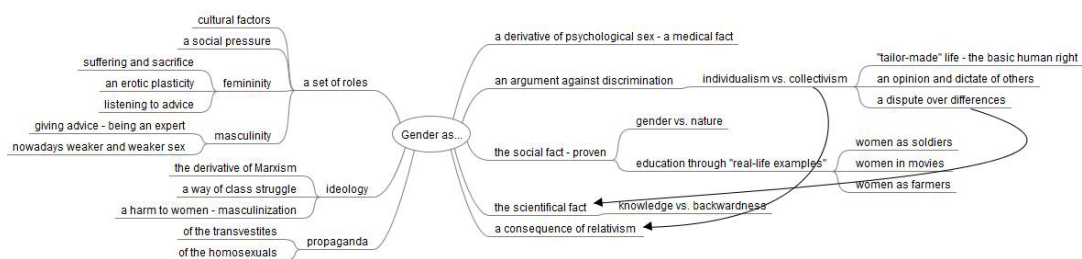 Gender as...
a set of roles
cultural factors
a social pressure
femininity
suffering and sacrifice
an erotic plasticity
listening to advice
masculinity
giving advice - being an expert
nowadays weaker and weaker sex
ideology
the derivative of Marxism
a way of class struggle
a harm to women - masculinization
propaganda
of the transvestites
of the homosexuals
a derivative of psychological sex - a medical fact
an argument against discrimination
individualism vs. collectivism
"tailor-made" life - the basic human right
an opinion and dictate of others
a dispute over differences
the social fact - proven
gender vs. nature
education through "real-life examples"
women as soldiers
women in movies
women as farmers
the scientifical fact
knowledge vs. backwardness
a consequence of relativism